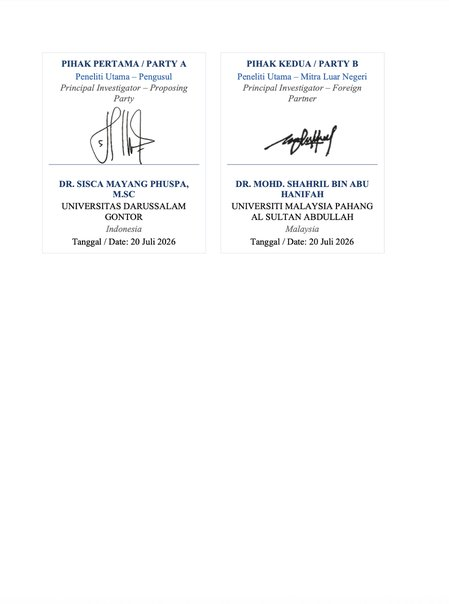 PIHAK PERTAMA / PARTY A
Peneliti Utama – Pengusul
Principal Investigator – Proposing
Party
DR. SISCA MAYANG PHUSPA,
M.SC
UNIVERSITAS DARUSSALAM
GONTOR
Indonesia
Tanggal / Date: 20 Juli 2026
PIHAK KEDUA / PARTY B
Peneliti Utama – Mitra Luar Negeri
Principal Investigator – Foreign
Partner
DR. MOHD. SHAHRIL BIN ABU
HANIFAH
UNIVERSITI MALAYSIA PAHANG
AL SULTAN ABDULLAH
Malaysia
Tanggal / Date: 20 Juli 2026